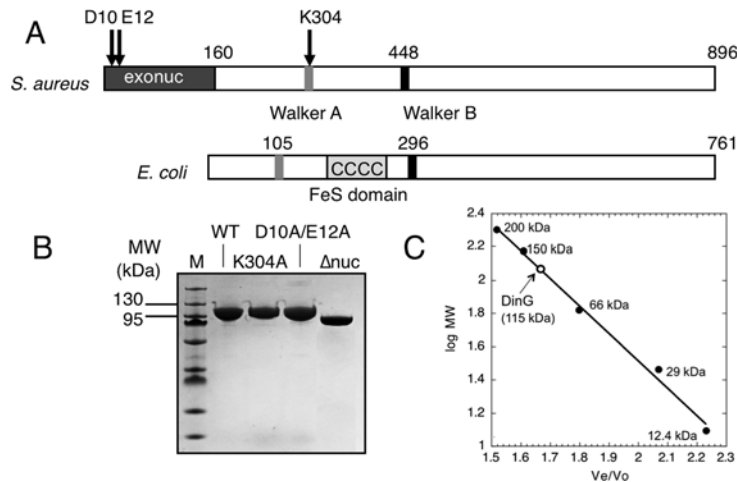 A
D10 E12
K304
160
448
896
S. aureus
exonuc
Walker A
Walker B
105
296
761
E. coli
CCCC
FeS domain
B
WT
D10A/E12A
MW
(kDa)
M
K304A
Δnuc
130
95
C
2.4
2.2
2
1.8
1.6
1.4
1.2
1
log MW
200 kDa
150 kDa
DinG
(115 kDa)
66 kDa
29 kDa
12.4 kDa
1.5 1.6 1.7 1.8 1.9 2 2.1 2.2 2.3
Ve/Vo